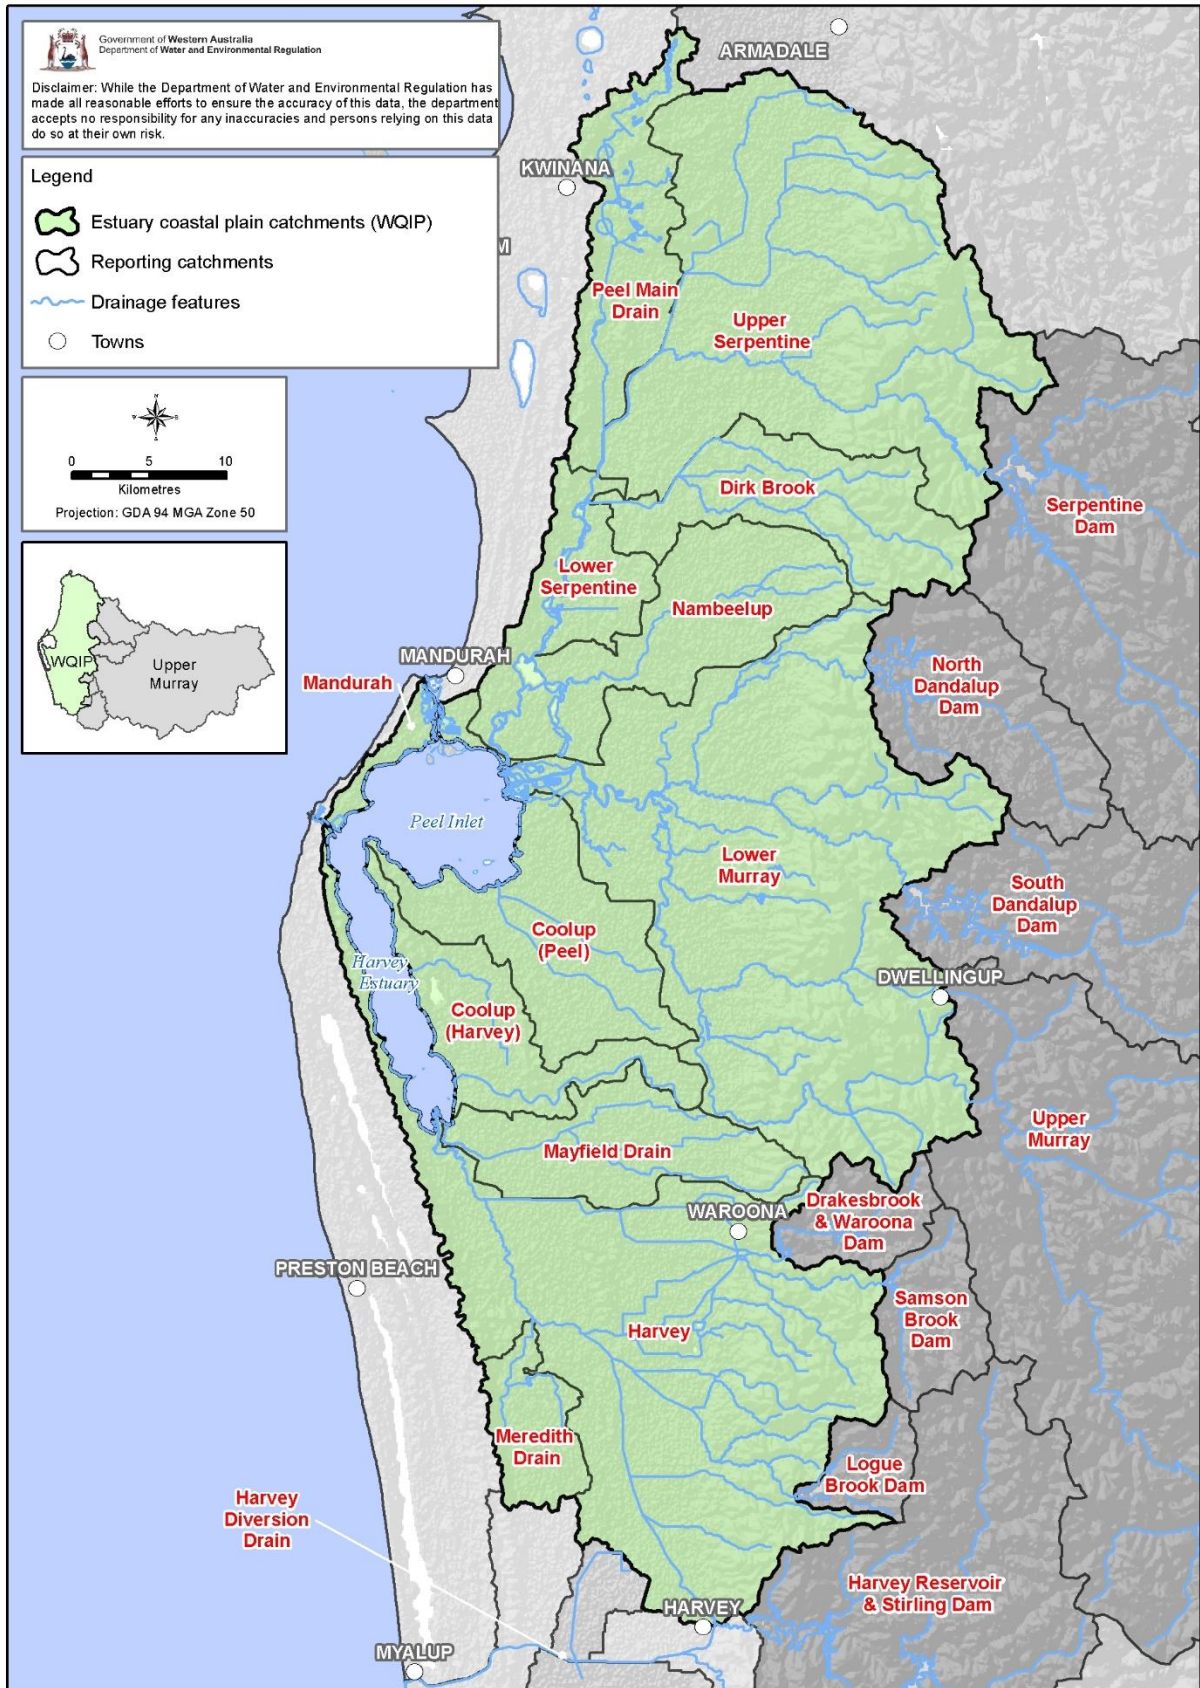 Government of Western Australia
Department of Water and Environmental Regulation
Disclaimer: While the Department of Water and Environmental Regulation has
made all reasonable efforts to ensure the accuracy of this data, the department
accepts no responsibility for any inaccuracies and persons relying on this data
do so at their own risk.
Legend
Estuary coastal plain catchments (WQIP)
Reporting catchments
Drainage features
Towns
0 5 10
Kilometres
Projection: GDA 94 MGA Zone 50
WQIP
Upper
Murray
ARMADALE
KWINANA
M
Peel Main
Drain
Upper
Serpentine
Dirk Brook
Serpentine
Dam
Lower
Serpentine
Nambeelup
MANDURAH
Mandurah
North
Dandalup
Dam
Peel Inlet
Lower
Murray
South
Dandalup
Dam
Coolup
(Peel)
Harvey
Estuary
DWELLINGUP
Coolup
(Harvey)
Upper
Murray
Mayfield Drain
Drakesbrook
& Waroona
Dam
WAROONA
PRESTON BEACH
Samson
Brook
Dam
Harvey
Meredith
Drain
Logue
Brook Dam
Harvey
Diversion
Drain
Harvey Reservoir
& Stirling Dam
HARVEY
MYALUP